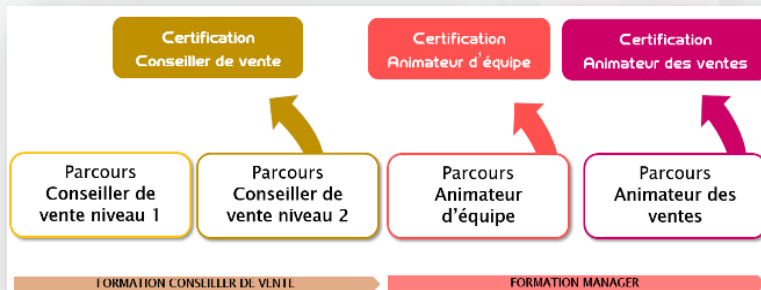 Certification
Conseiller de vente
Certification
Animateur d'équipe
Certification
Animateur des ventes
Parcours
Conseiller de
vente niveau 1
Parcours
Conseiller de
vente niveau 2
Parcours
Animateur
d'équipe
Parcours
Animateur des
ventes
FORMATION CONSEILLER DE VENTE
FORMATION MANAGER